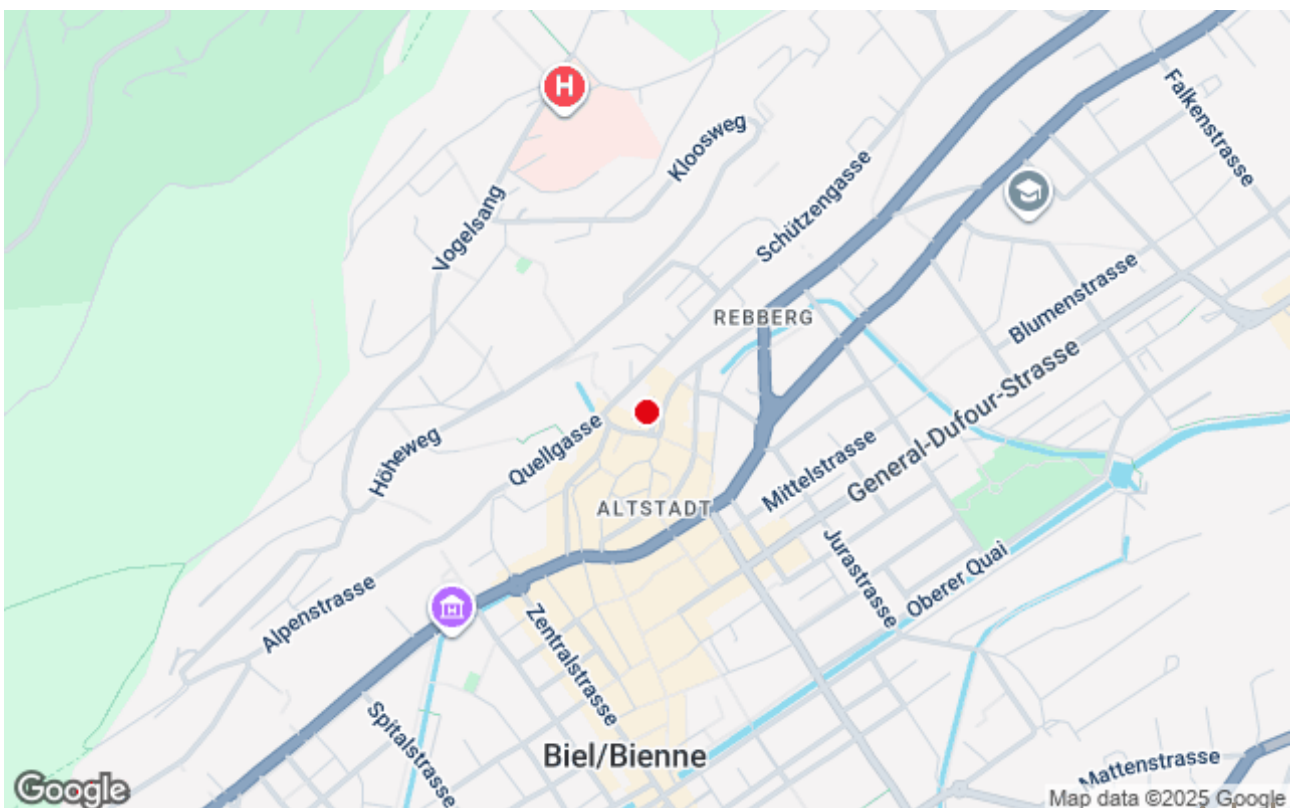 H
Falkenstrasse
Kloosweg
Schützengasse
Vogelsang
Blumenstrasse
REBBERG
General-Dufour-Strasse
Höheweg
Quellgasse
Mittelstrasse
ALTSTADT
Jurastrasse
Oberer Quai
Alpenstrasse
Zentralstrasse
Spitalstrasse
Biel/Bienne
Mattenstrasse
Google
Map data ©2025 Google